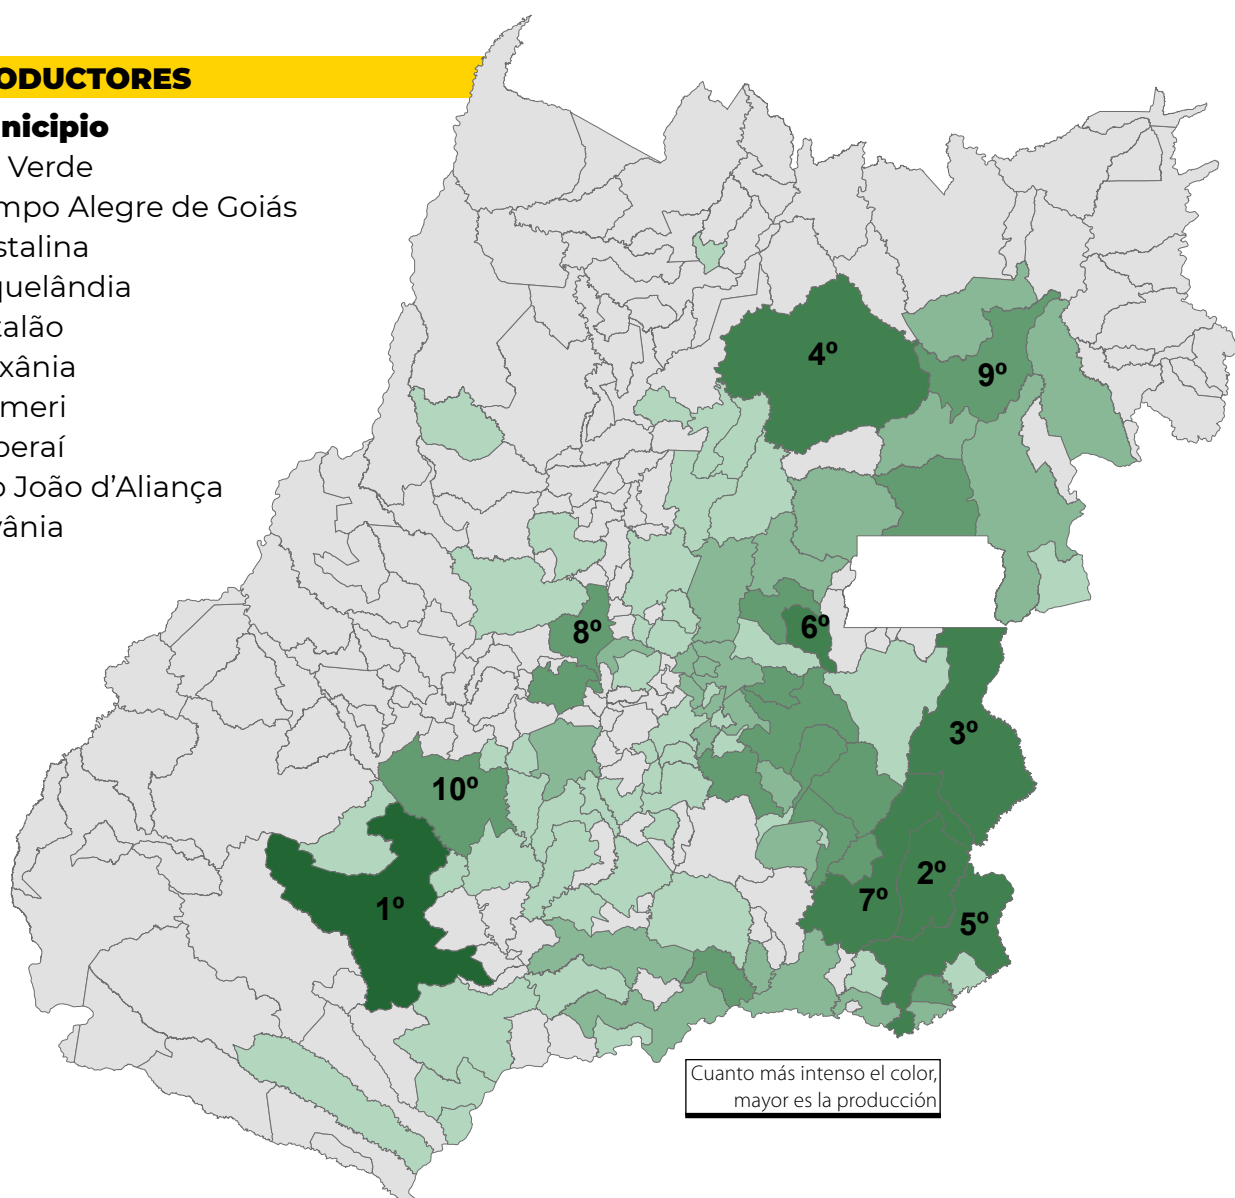 ODUCTORES
nicipio
Verde
mpo Alegre de Goiás
stalina
quelândia
talão
xânia
meri
beraí
o João d’Aliança
vânia
4º
9º
8º
6º
3º
10º
2º
7º
1º
5º
Cuanto más intenso el color,
mayor es la producción